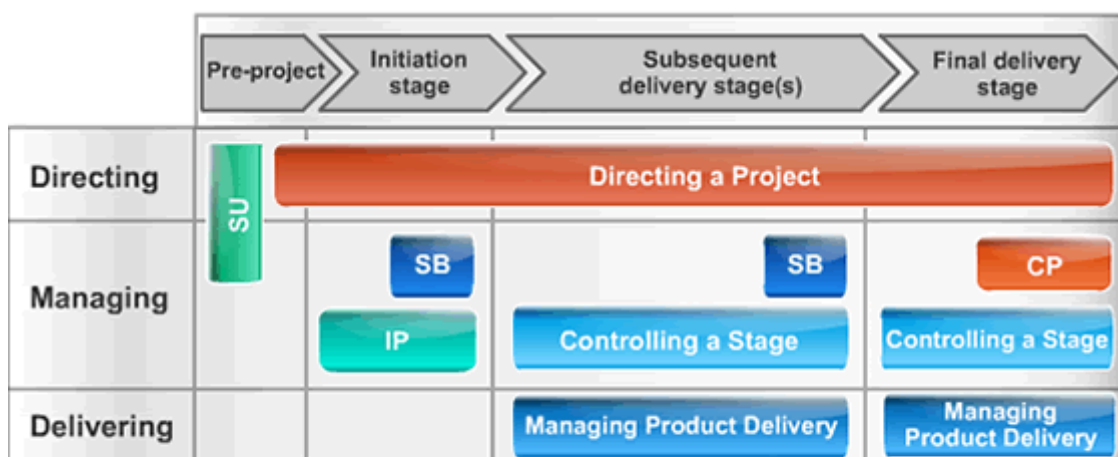 Pre-project
Initiation
stage
Subsequent
delivery stage(s)
Final delivery
stage
Directing
SU
Directing a Project
Managing
SB
SB
CP
IP
Controlling a Stage
Controlling a Stage
Delivering
Managing Product Delivery
Managing
Product Delivery